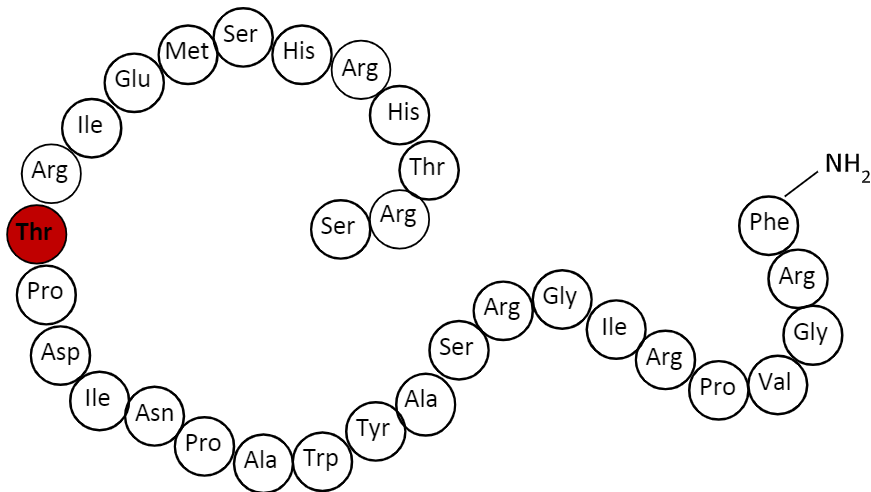 Ser
Arg
Thr
His
Arg
His
Ser
Met
Glu
Ile
Arg
Thr
Pro
Asp
Ile
Asn
Pro
Ala
Trp
Tyr
Ala
Ser
Arg
Gly
Ile
Arg
Pro
Val
Gly
Arg
Phe
NH₂